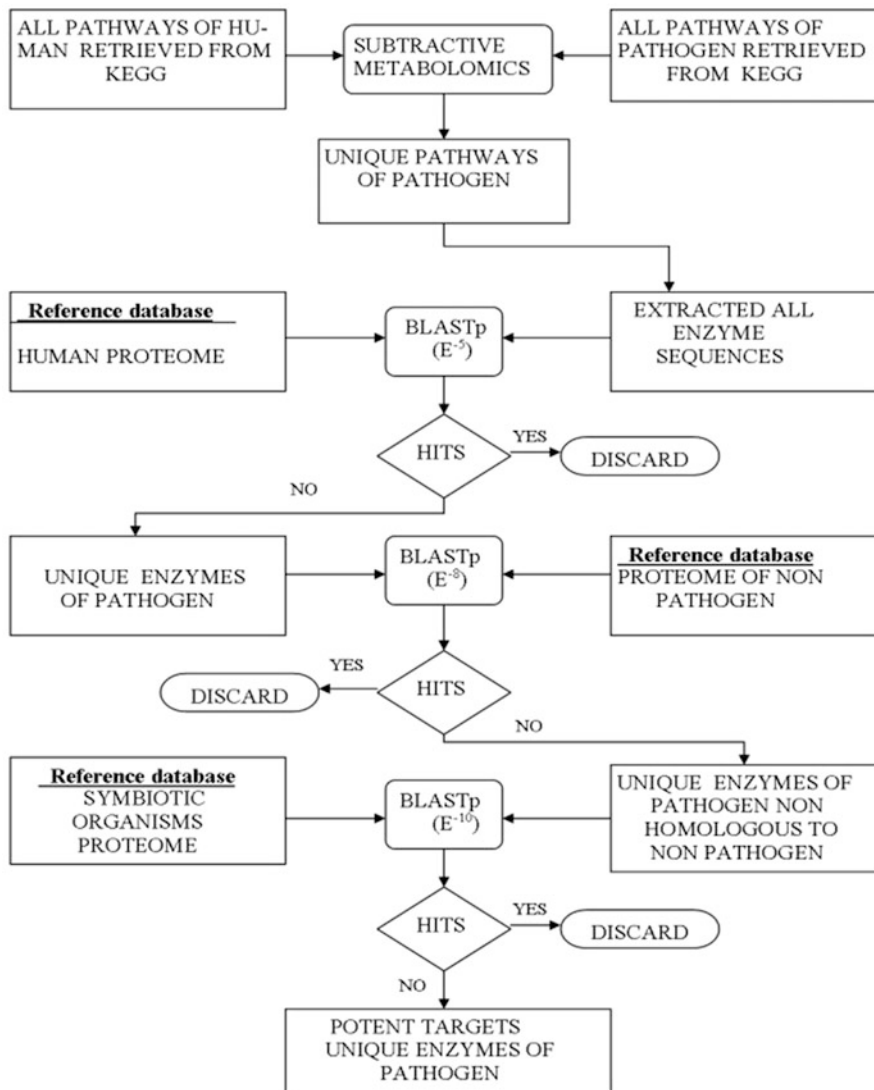 ALL PATHWAYS OF HU-
MAN RETRIEVED FROM
KEGG
SUBTRACTIVE
METABOLOMICS
ALL PATHWAYS OF
PATHOGEN RETRIEVED
FROM KEGG
UNIQUE PATHWAYS
OF PATHOGEN
Reference database
HUMAN PROTEOME
BLASTp
(E-5)
EXTRACTED ALL
ENZYME
SEQUENCES
HITS
YES
DISCARD
NO
UNIQUE ENZYMES
OF PATHOGEN
BLASTp
(E-8)
Reference database
PROTEOME OF NON
PATHOGEN
YES
DISCARD
HITS
NO
Reference database
SYMBIOTIC
ORGANISMS
PROTEOME
BLASTp
(E-10)
UNIQUE ENZYMES OF
PATHOGEN NON
HOMOLOGOUS TO
NON PATHOGEN
HITS
YES
DISCARD
NO
POTENT TARGETS
UNIQUE ENZYMES OF
PATHOGEN